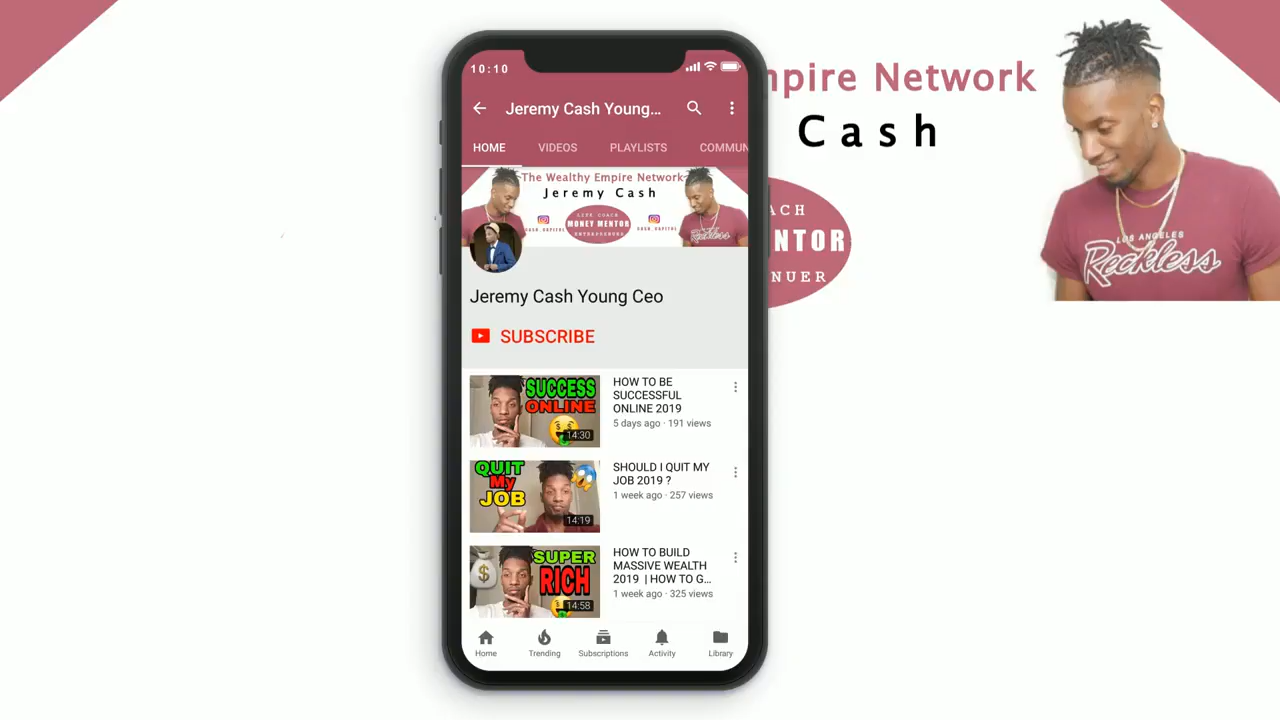 10:10
Jeremy Cash Young...
HOME VIDEOS PLAYLISTS COMMUN
The Wealthy Empire Network
Jeremy Cash
LIFE COACH
MONEY MENTOR
ENTREPRENUER
Jeremy Cash Young Ceo
SUBSCRIBE
SUCCESS
ONLINE
14:30
HOW TO BE
SUCCESSFUL
ONLINE 2019
5 days ago · 191 views
QUIT
My
JOB
14:19
SHOULD I QUIT MY
JOB 2019 ?
1 week ago · 257 views
$
SUPER
RICH
14:58
HOW TO BUILD
MASSIVE WEALTH
2019 | HOW TO G...
1 week ago · 325 views
Home Trending Subscriptions Activity Library
mpire Network
Cash
ACH
NTOR
NUER
LOS ANGELES
Reckless